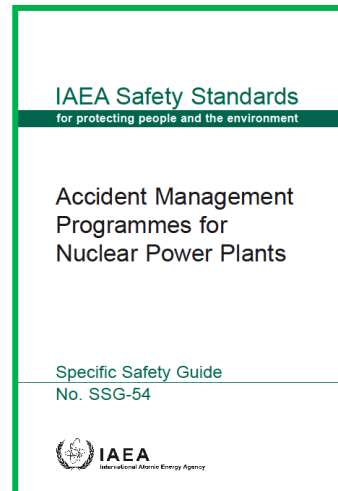 IAEA Safety Standards
for protecting people and the environment
Accident Management
Programmes for
Nuclear Power Plants
Specific Safety Guide
No. SSG-54
IAEA
International Atomic Energy Agency